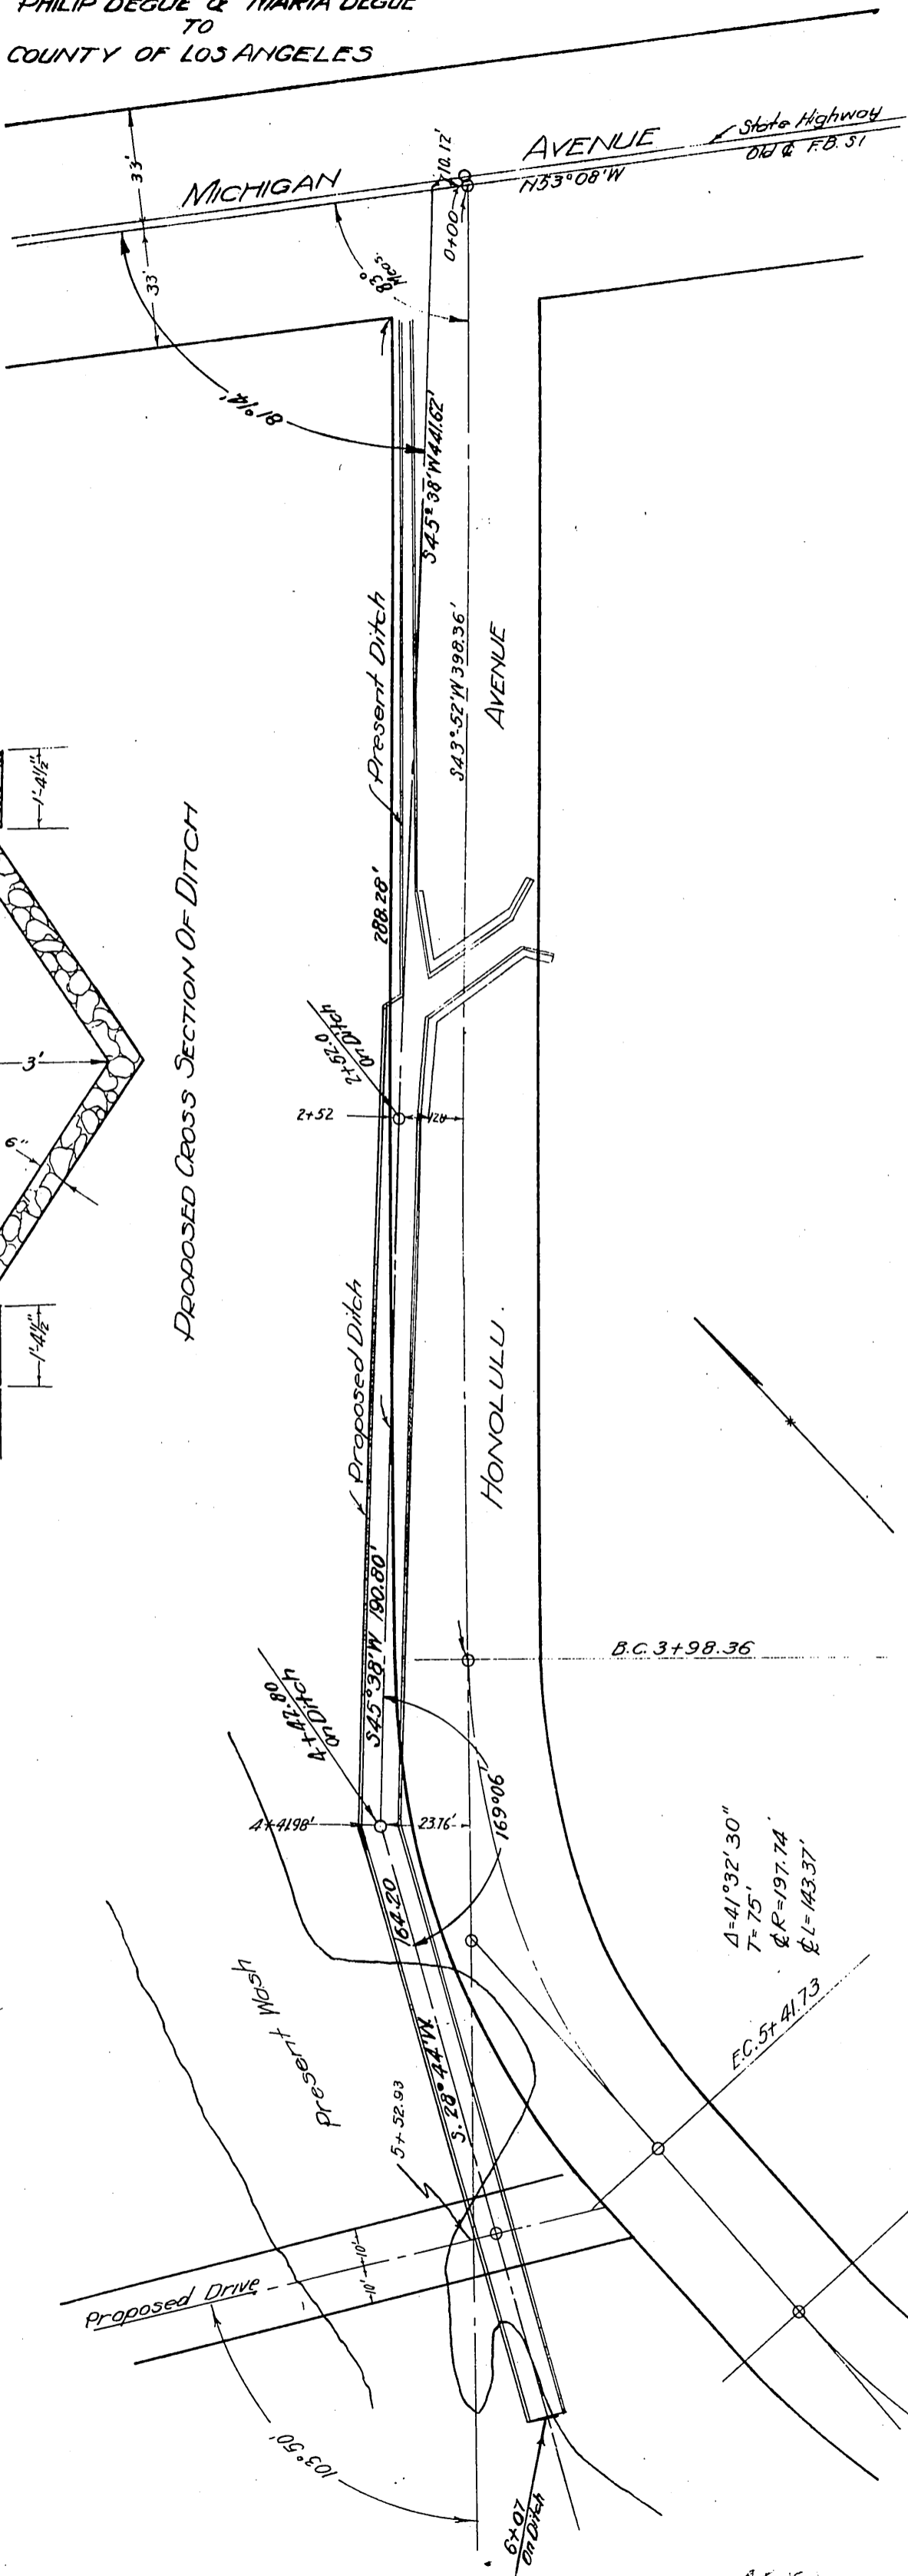 PHILIP BEGUE & MARIA BEGUE
TO
COUNTY OF LOS ANGELES
33'
33'
MICHIGAN
AVENUE
10.12'
State Highway
Old ℄ F.B. 51
N53°08'W
0+00
83°
Meas.
81°14'
S45°38'W 441.62'
S43°-52'W 398.36'
AVENUE
Present Ditch
288.28'
1'-4½"
3'
6"
1'-4½"
PROPOSED CROSS SECTION OF DITCH
2+52.0
On Ditch
2+52
Proposed Ditch
HONOLULU.
S45°38'W 190.80'
B.C. 3+98.36
4+42.80
on Ditch
4+41.98'
23.76'
169°06'
164.20
Δ=41°32'30"
T=75'
℄ R=197.74'
℄ L=143.37'
E.C. 5+41.73
Present Wash
S. 28°44'W.
5+52.93
10'
10'
Proposed Drive
103°50'
6+07
On Ditch